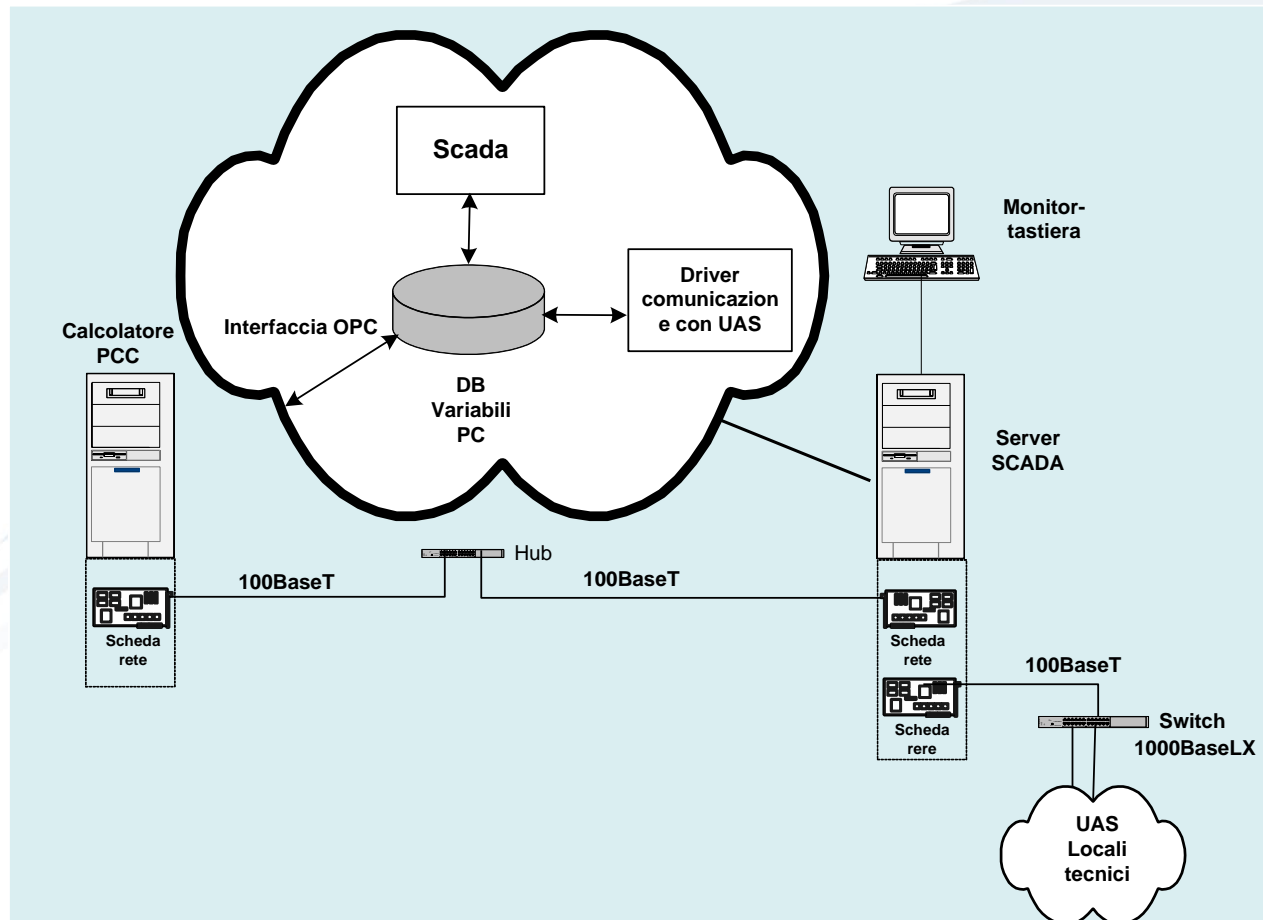 Scada
Monitor-
tastiera
Driver
comunicazion
e con UAS
Interfaccia OPC
Calcolatore
PCC
DB
Variabili
PC
Server
SCADA
Hub
100BaseT
100BaseT
Scheda
rete
Scheda
rete
100BaseT
Scheda
rere
Switch
1000BaseLX
UAS
Locali
tecnici